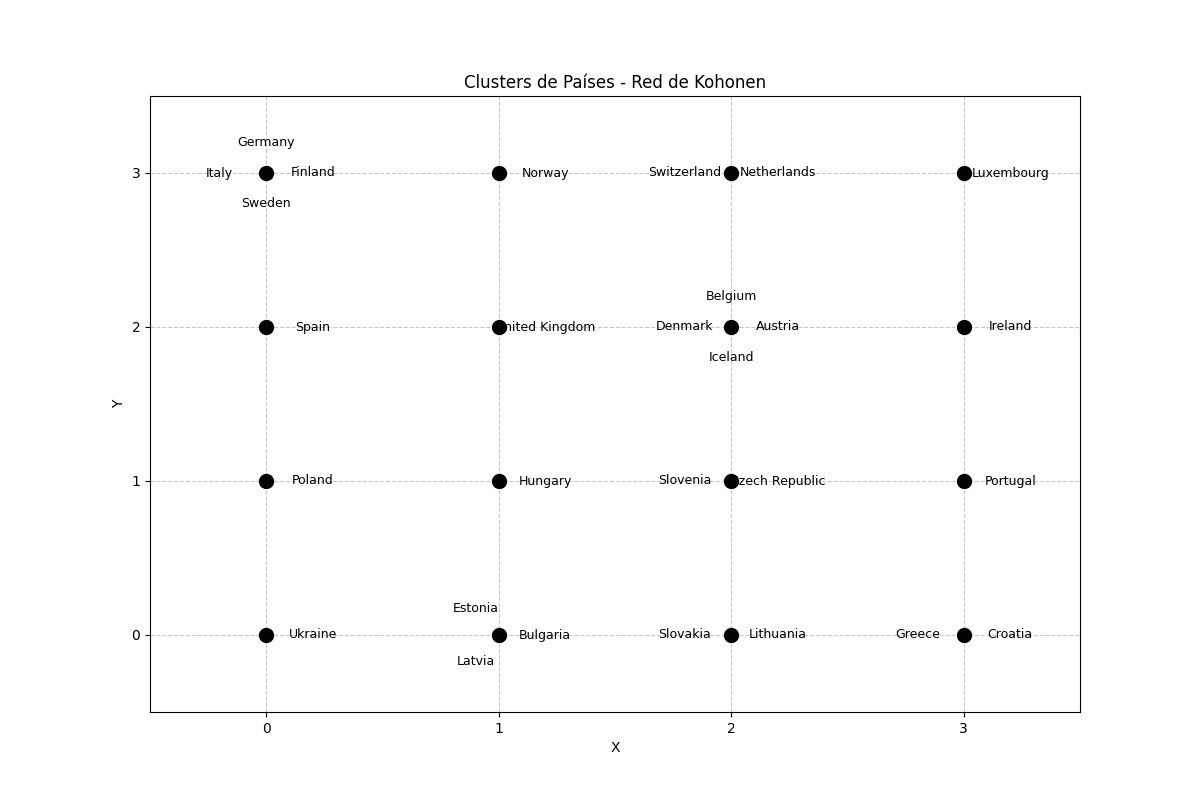 Clusters de Países - Red de Kohonen
Germany
3 Italy Finland Norway Switzerland Netherlands Luxembourg
Sweden
Belgium
2 Spain nited Kingdom Denmark Austria Ireland
Iceland
Y
1 Poland Hungary Slovenia zech Republic Portugal
Estonia
0 Ukraine Bulgaria Slovakia Lithuania Greece Croatia
Latvia
0 1 2 3
X